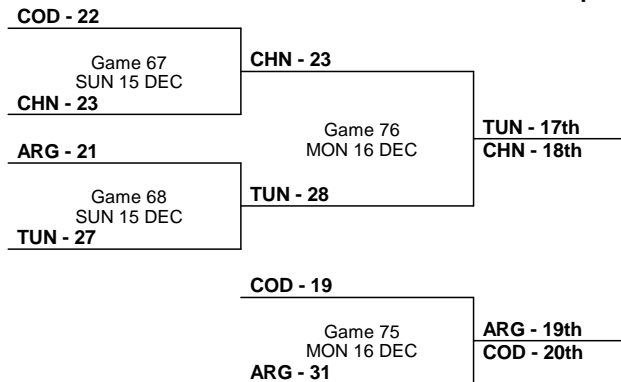 COD - 22
Game 67
SUN 15 DEC
CHN - 23
CHN - 23
ARG - 21
Game 68
SUN 15 DEC
TUN - 27
TUN - 28
Game 76
MON 16 DEC
TUN - 17th
CHN - 18th
COD - 19
Game 75
MON 16 DEC
ARG - 31
ARG - 19th
COD - 20th